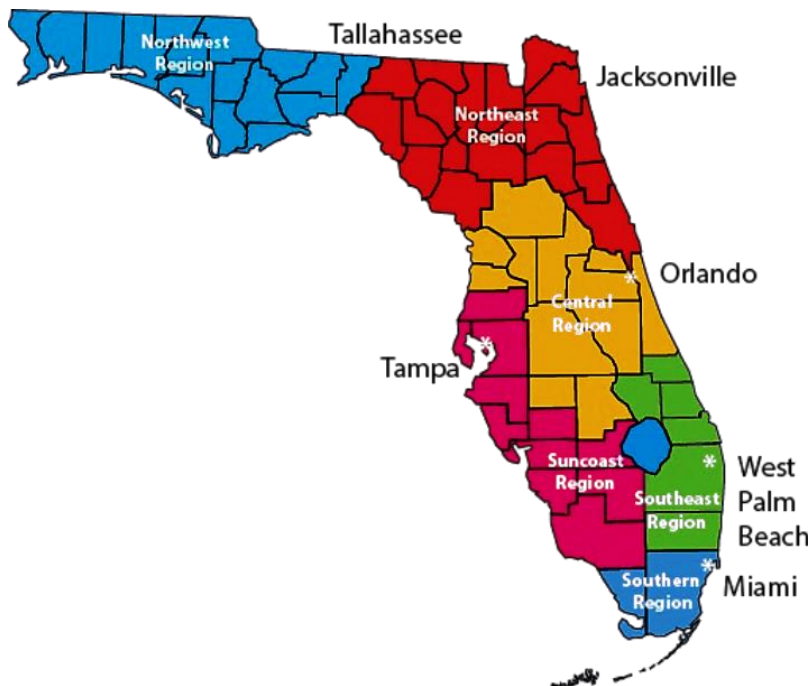 Tallahassee
Northwest
Region
Jacksonville
Northeast
Region
Orlando
*
Central
Region
*
Tampa
Suncoast
Region
*
West
Palm
Beach
Southeast
Region
*
Miami
Southern
Region